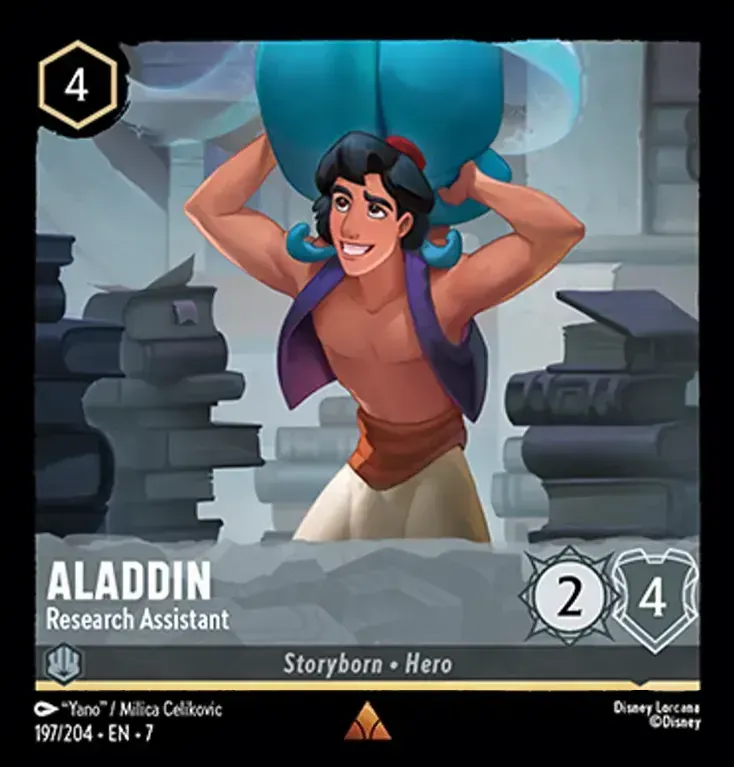 4
ALADDIN
Research Assistant
2
4
Storyborn • Hero
"Yano" / Milica Celikovic
197/204 • EN • 7
Disney Lorcana
©Disney